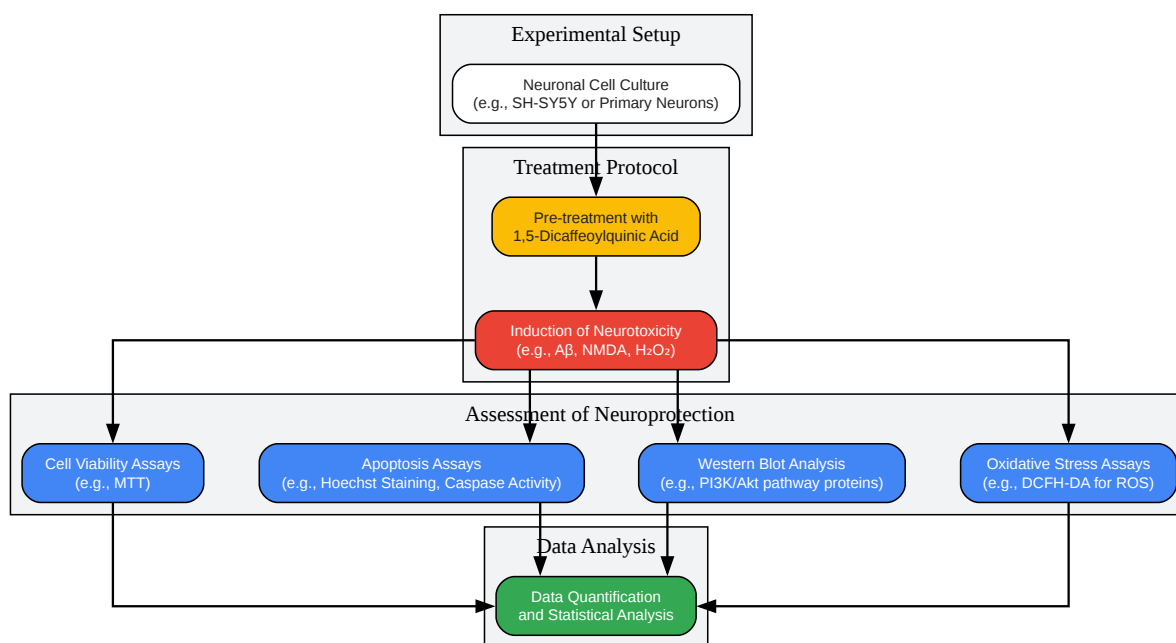 Experimental Setup
Neuronal Cell Culture
(e.g., SH-SY5Y or Primary Neurons)
Treatment Protocol
Pre-treatment with
1,5-Dicaffeoylquinic Acid
Induction of Neurotoxicity
(e.g., Aβ, NMDA, H₂O₂)
Assessment of Neuroprotection
Cell Viability Assays
(e.g., MTT)
Apoptosis Assays
(e.g., Hoechst Staining, Caspase Activity)
Western Blot Analysis
(e.g., PI3K/Akt pathway proteins)
Oxidative Stress Assays
(e.g., DCFH-DA for ROS)
Data Analysis
Data Quantification
and Statistical Analysis